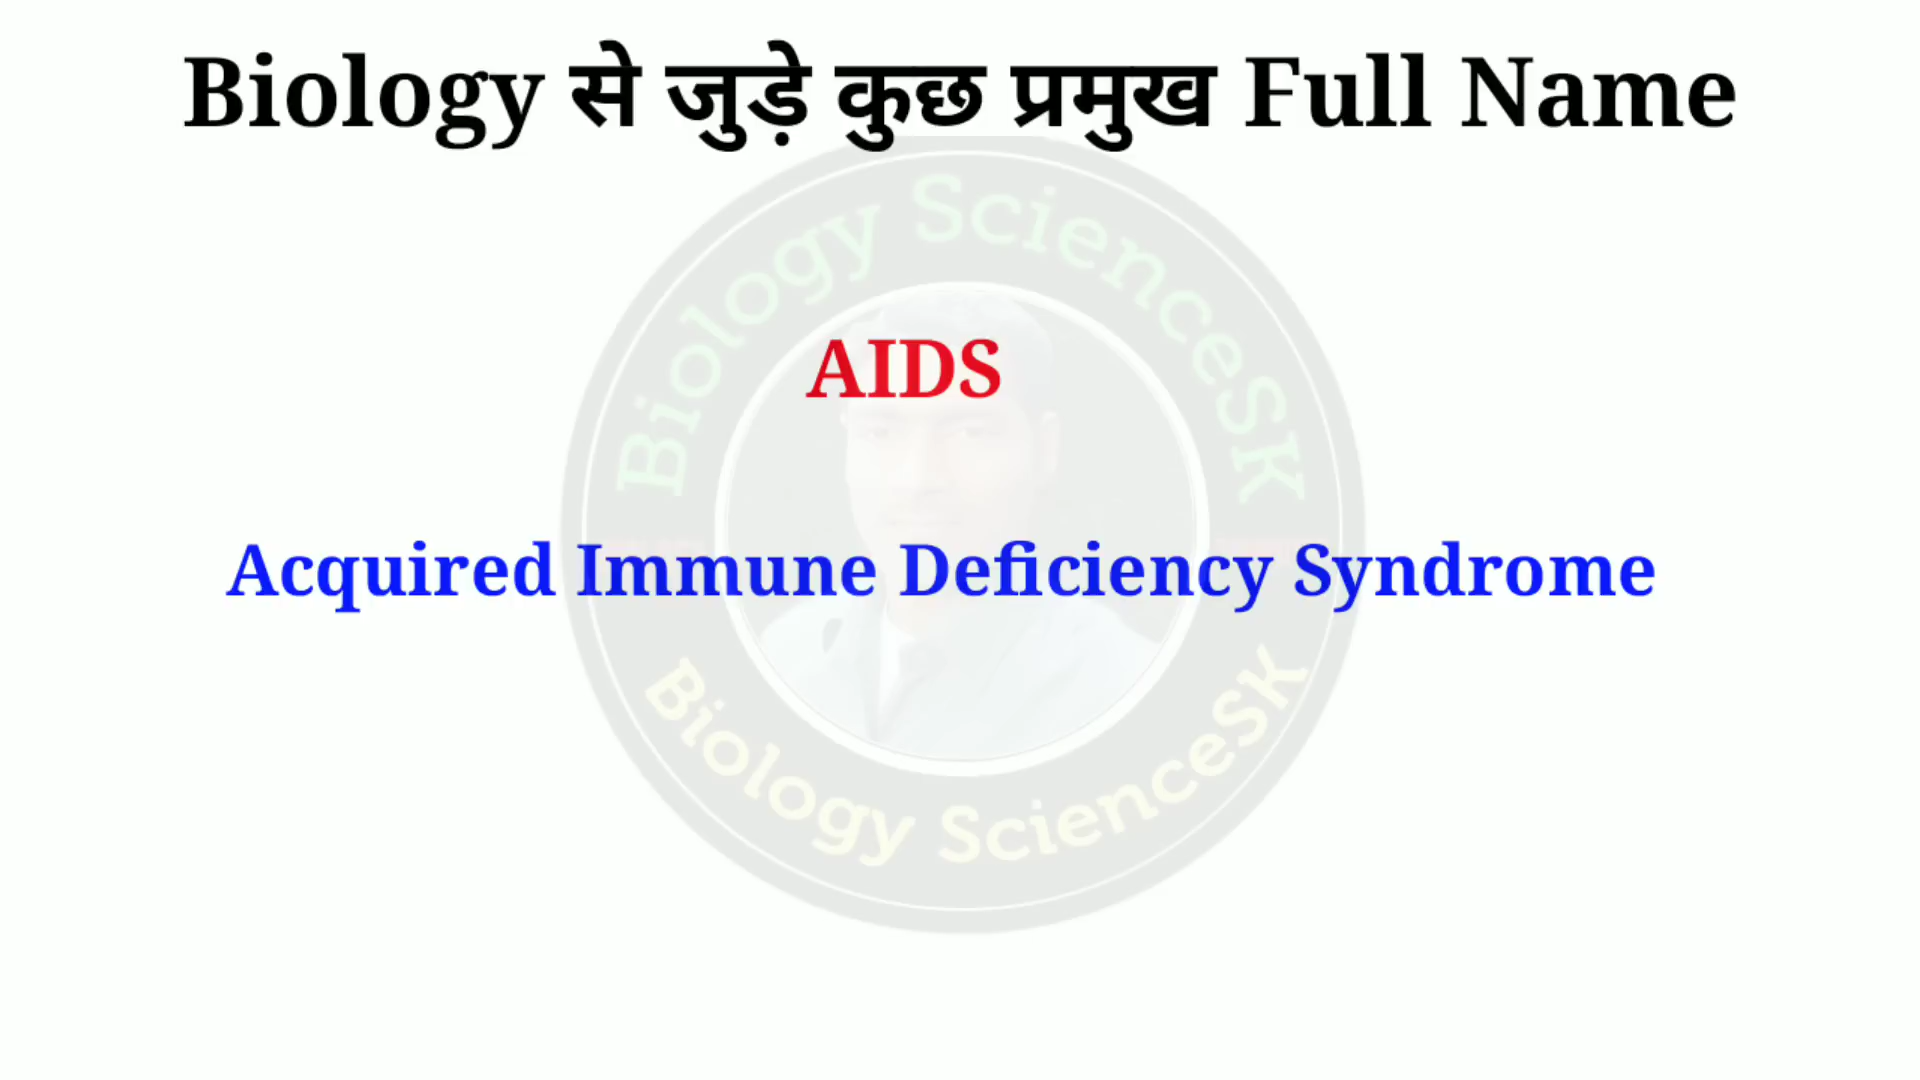 Biology से जुड़े कुछ प्रमुख Full Name
Biology ScienceSK
AIDS
Acquired Immune Deficiency Syndrome
Biology ScienceSK